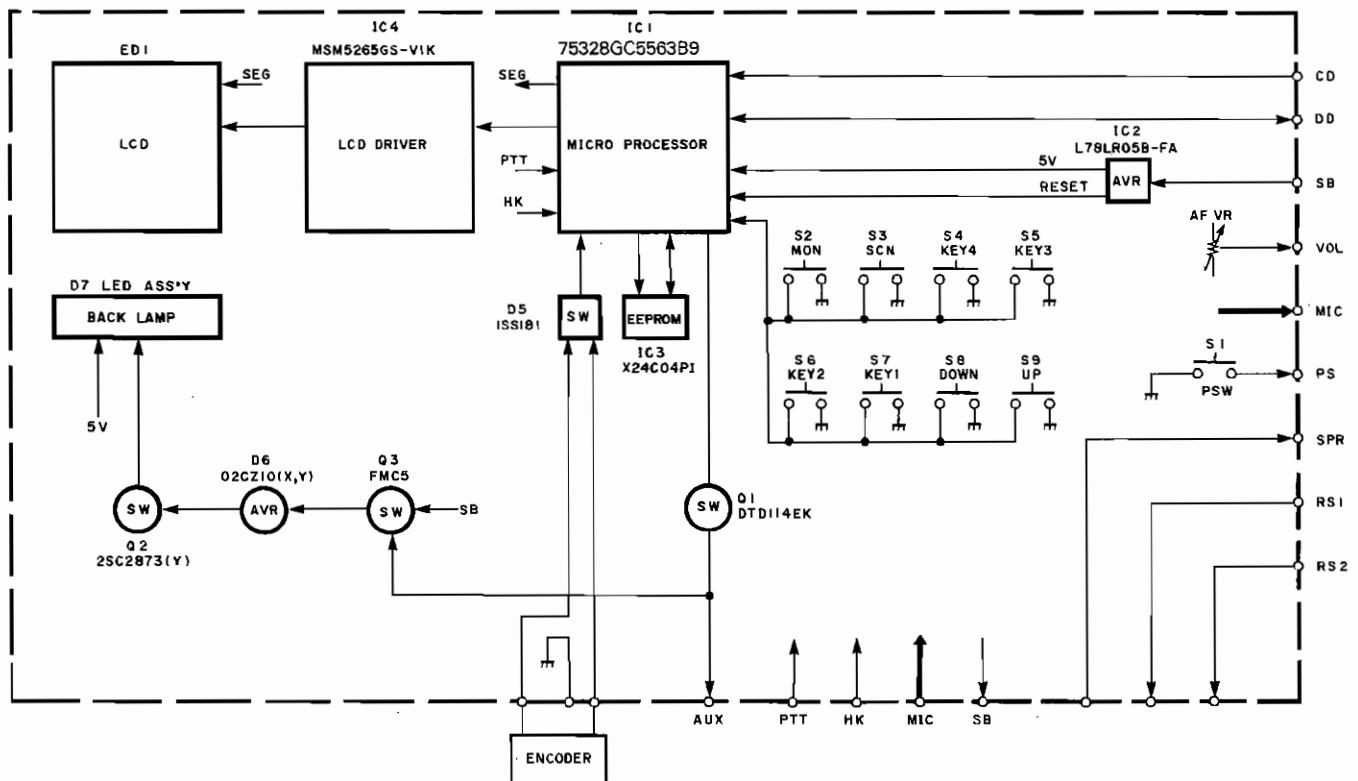 IC4
IC1
ED1
MSM5265GS-V1K
75328GC5563B9
SEG
SEG
CD
LCD
LCD DRIVER
MICRO PROCESSOR
DD
IC2
L78LR05B-FA
PTT
5V
AVR
SB
HK
RESET
AF VR
VOL
S2
MON
S3
SCN
S4
KEY4
S5
KEY3
D7 LED ASS'Y
BACK LAMP
D5
1SS181
SW
EEPROM
IC3
X24C04PI
MIC
S1
PSW
PS
S6
KEY2
S7
KEY1
S8
DOWN
S9
UP
5V
SPR
D6
02CZ10(X,Y)
Q3
FMC5
SW
AVR
SW
SB
SW
Q1
DTD114EK
RS1
Q2
2SC2873(Y)
RS2
AUX
PTT
HK
MIC
SB
ENCODER